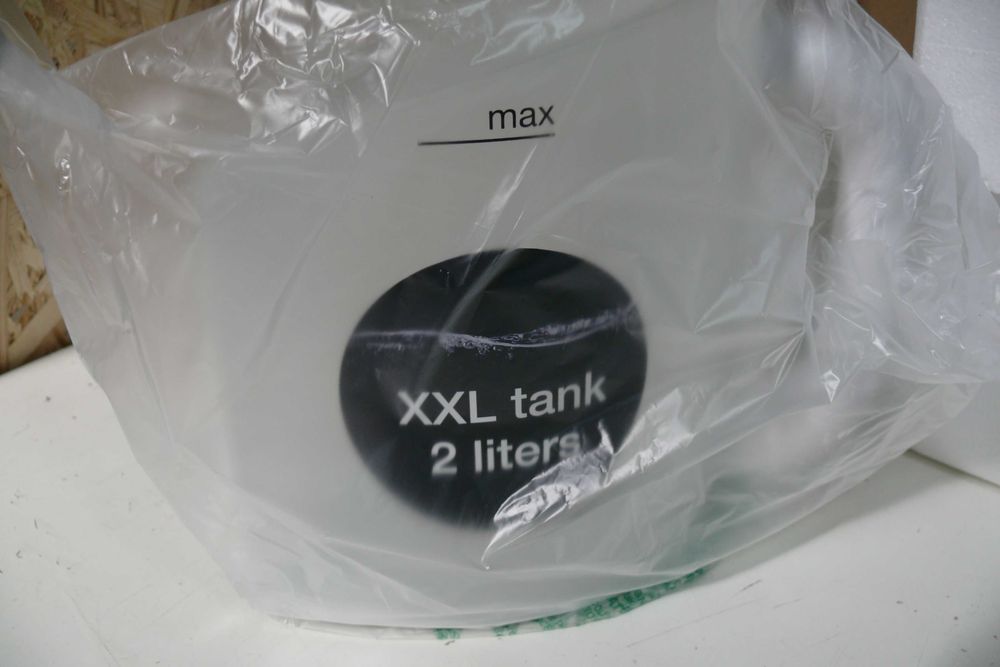 max
XXL tank
2 liters